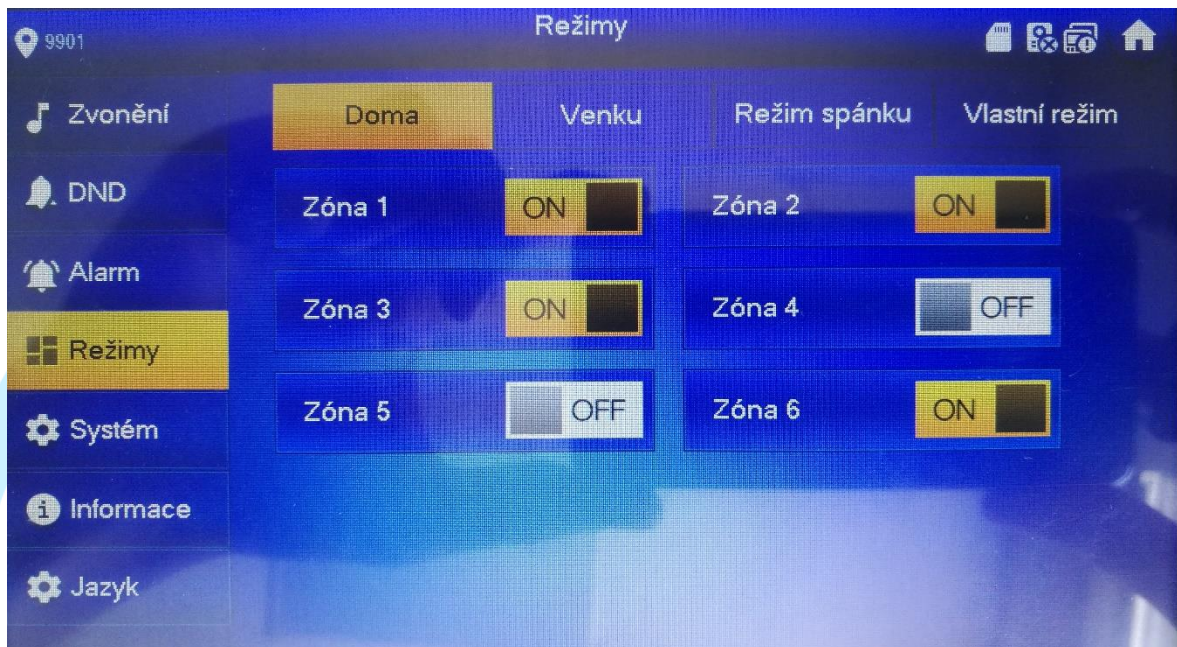 9901
Režimy
Zvonění
DND
Alarm
Režimy
Systém
Informace
Jazyk
Doma
Venku
Režim spánku
Vlastní režim
Zóna 1
ON
Zóna 2
ON
Zóna 3
ON
Zóna 4
OFF
Zóna 5
OFF
Zóna 6
ON